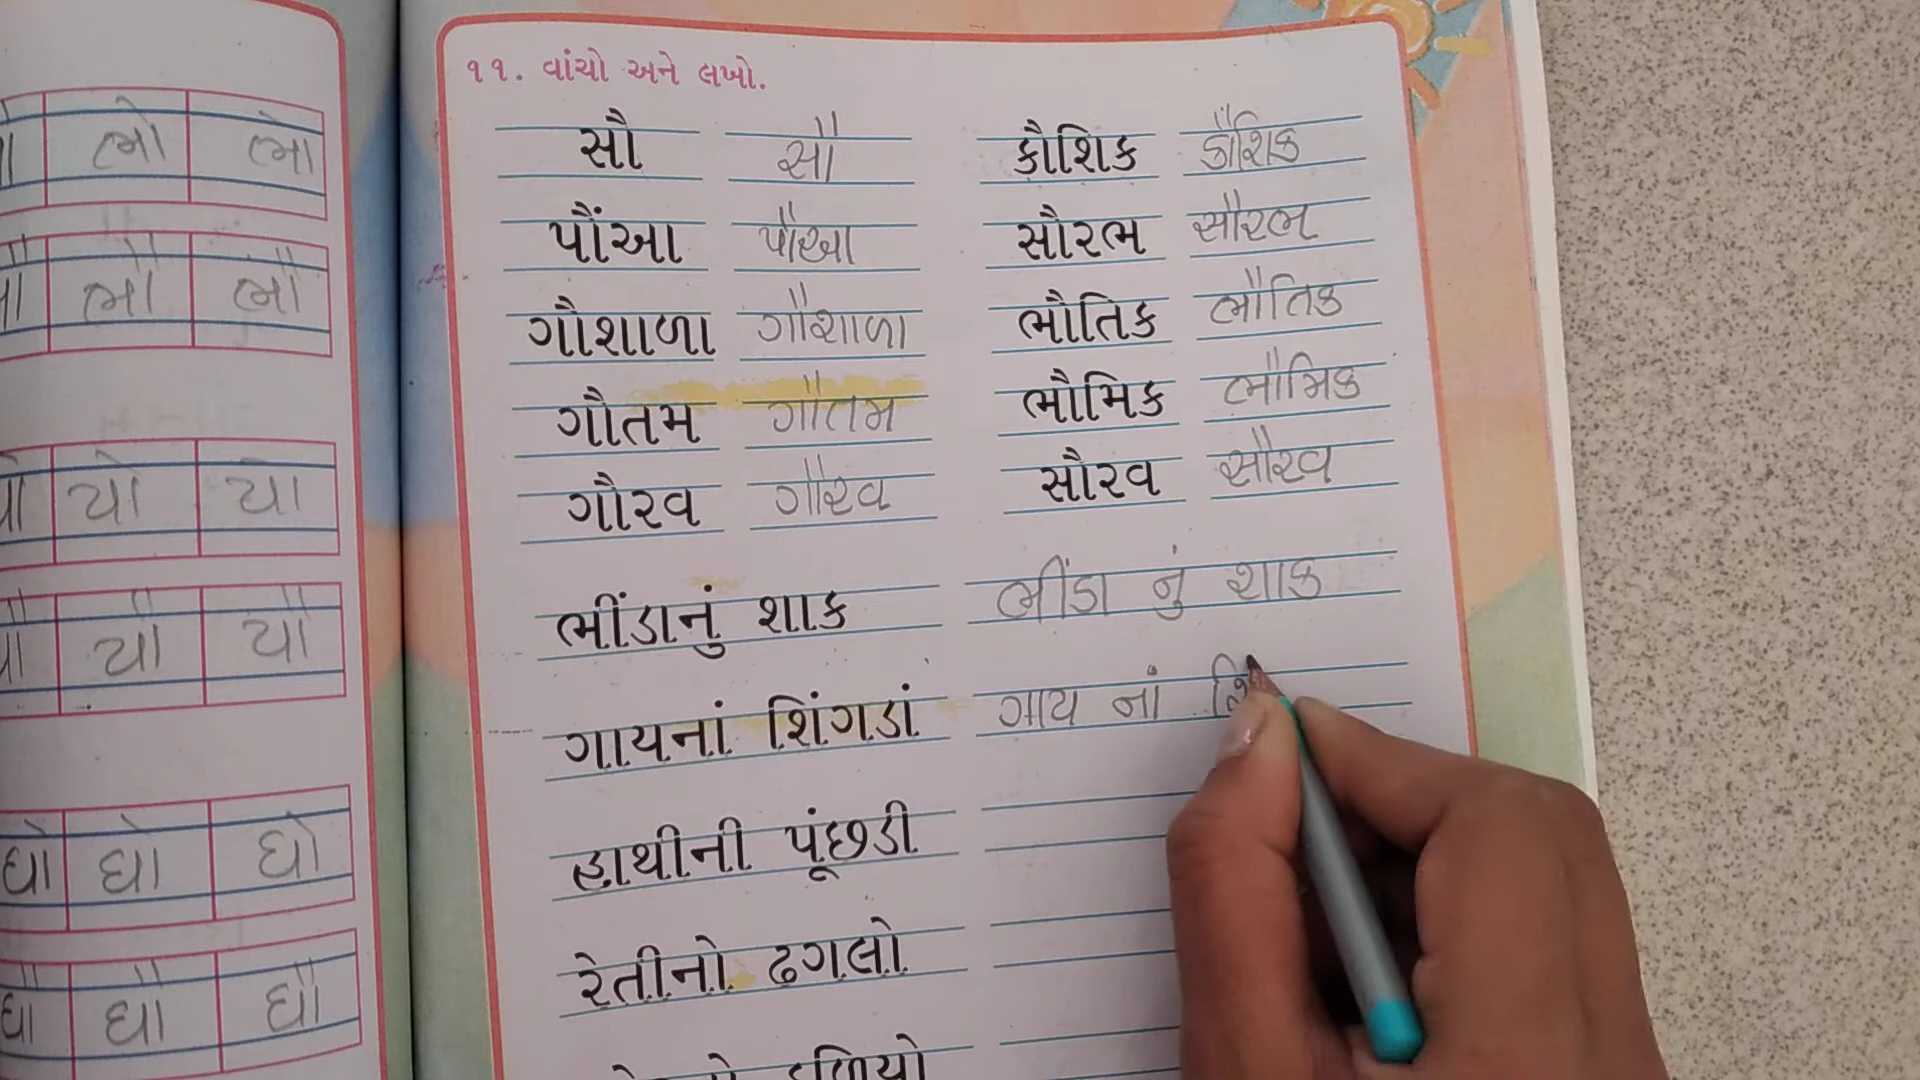 ૧૧. વાંચો અને લખો.
સૌ સૌ કૌશિક કૌશિક
પૌંઆ પૌઆ સૌરભ સૌરભ
ગૌશાળા ગૌશાળા ભૌતિક ભૌતિક
ગૌતમ ગૌતમ ભૌમિક ભૌમિક
ગૌરવ ગૌરવ સૌરવ સૌરવ
ભીંડાનું શાક ભીંડા નું શાક
ગાયનાં શિંગડાં ગાય નાં
હાથીની પૂંછડી
રેતીનો ઢગલો
ભો ભો
ભૌ ભૌ
યો યો
યૌ યૌ
ઘો ઘો ઘો
ઘૌ ઘૌ ઘૌ